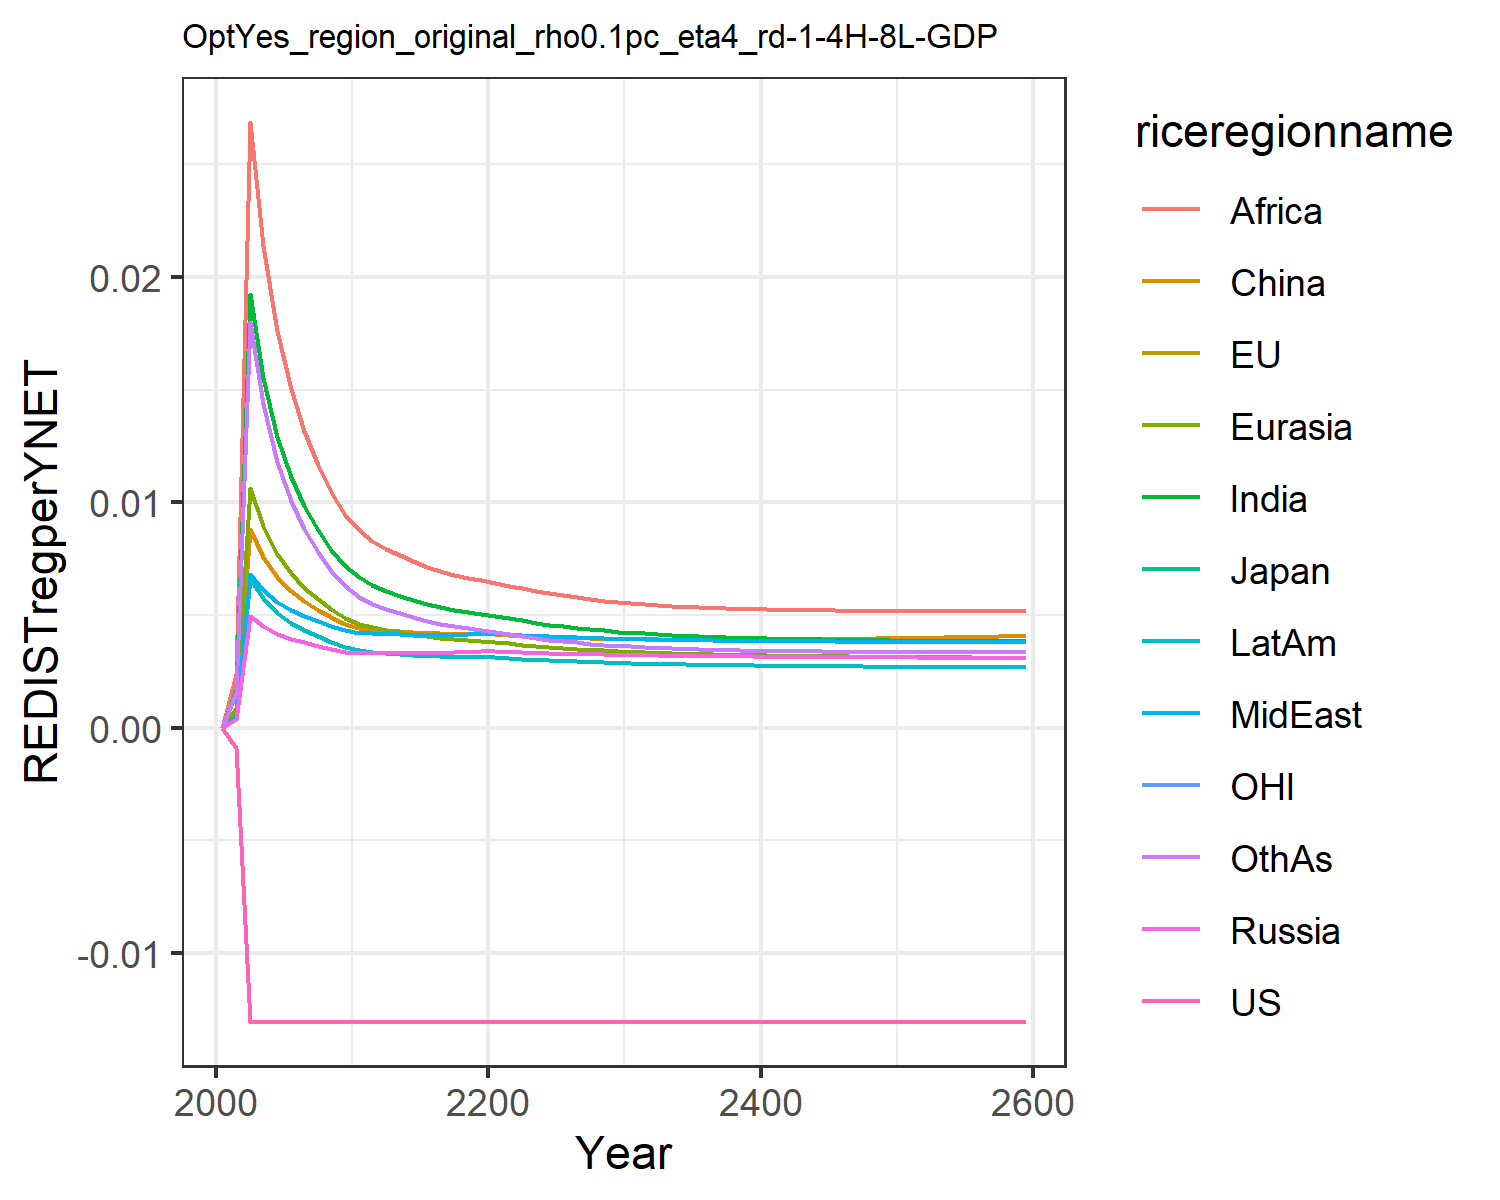 OptYes_region_original_rho0.1pc_eta4_rd-1-4H-8L-GDP
REDISTregperYNET
0.02
0.01
0.00
-0.01
2000
2200
2400
2600
Year
riceregionname
Africa
China
EU
Eurasia
India
Japan
LatAm
MidEast
OHI
OthAs
Russia
US